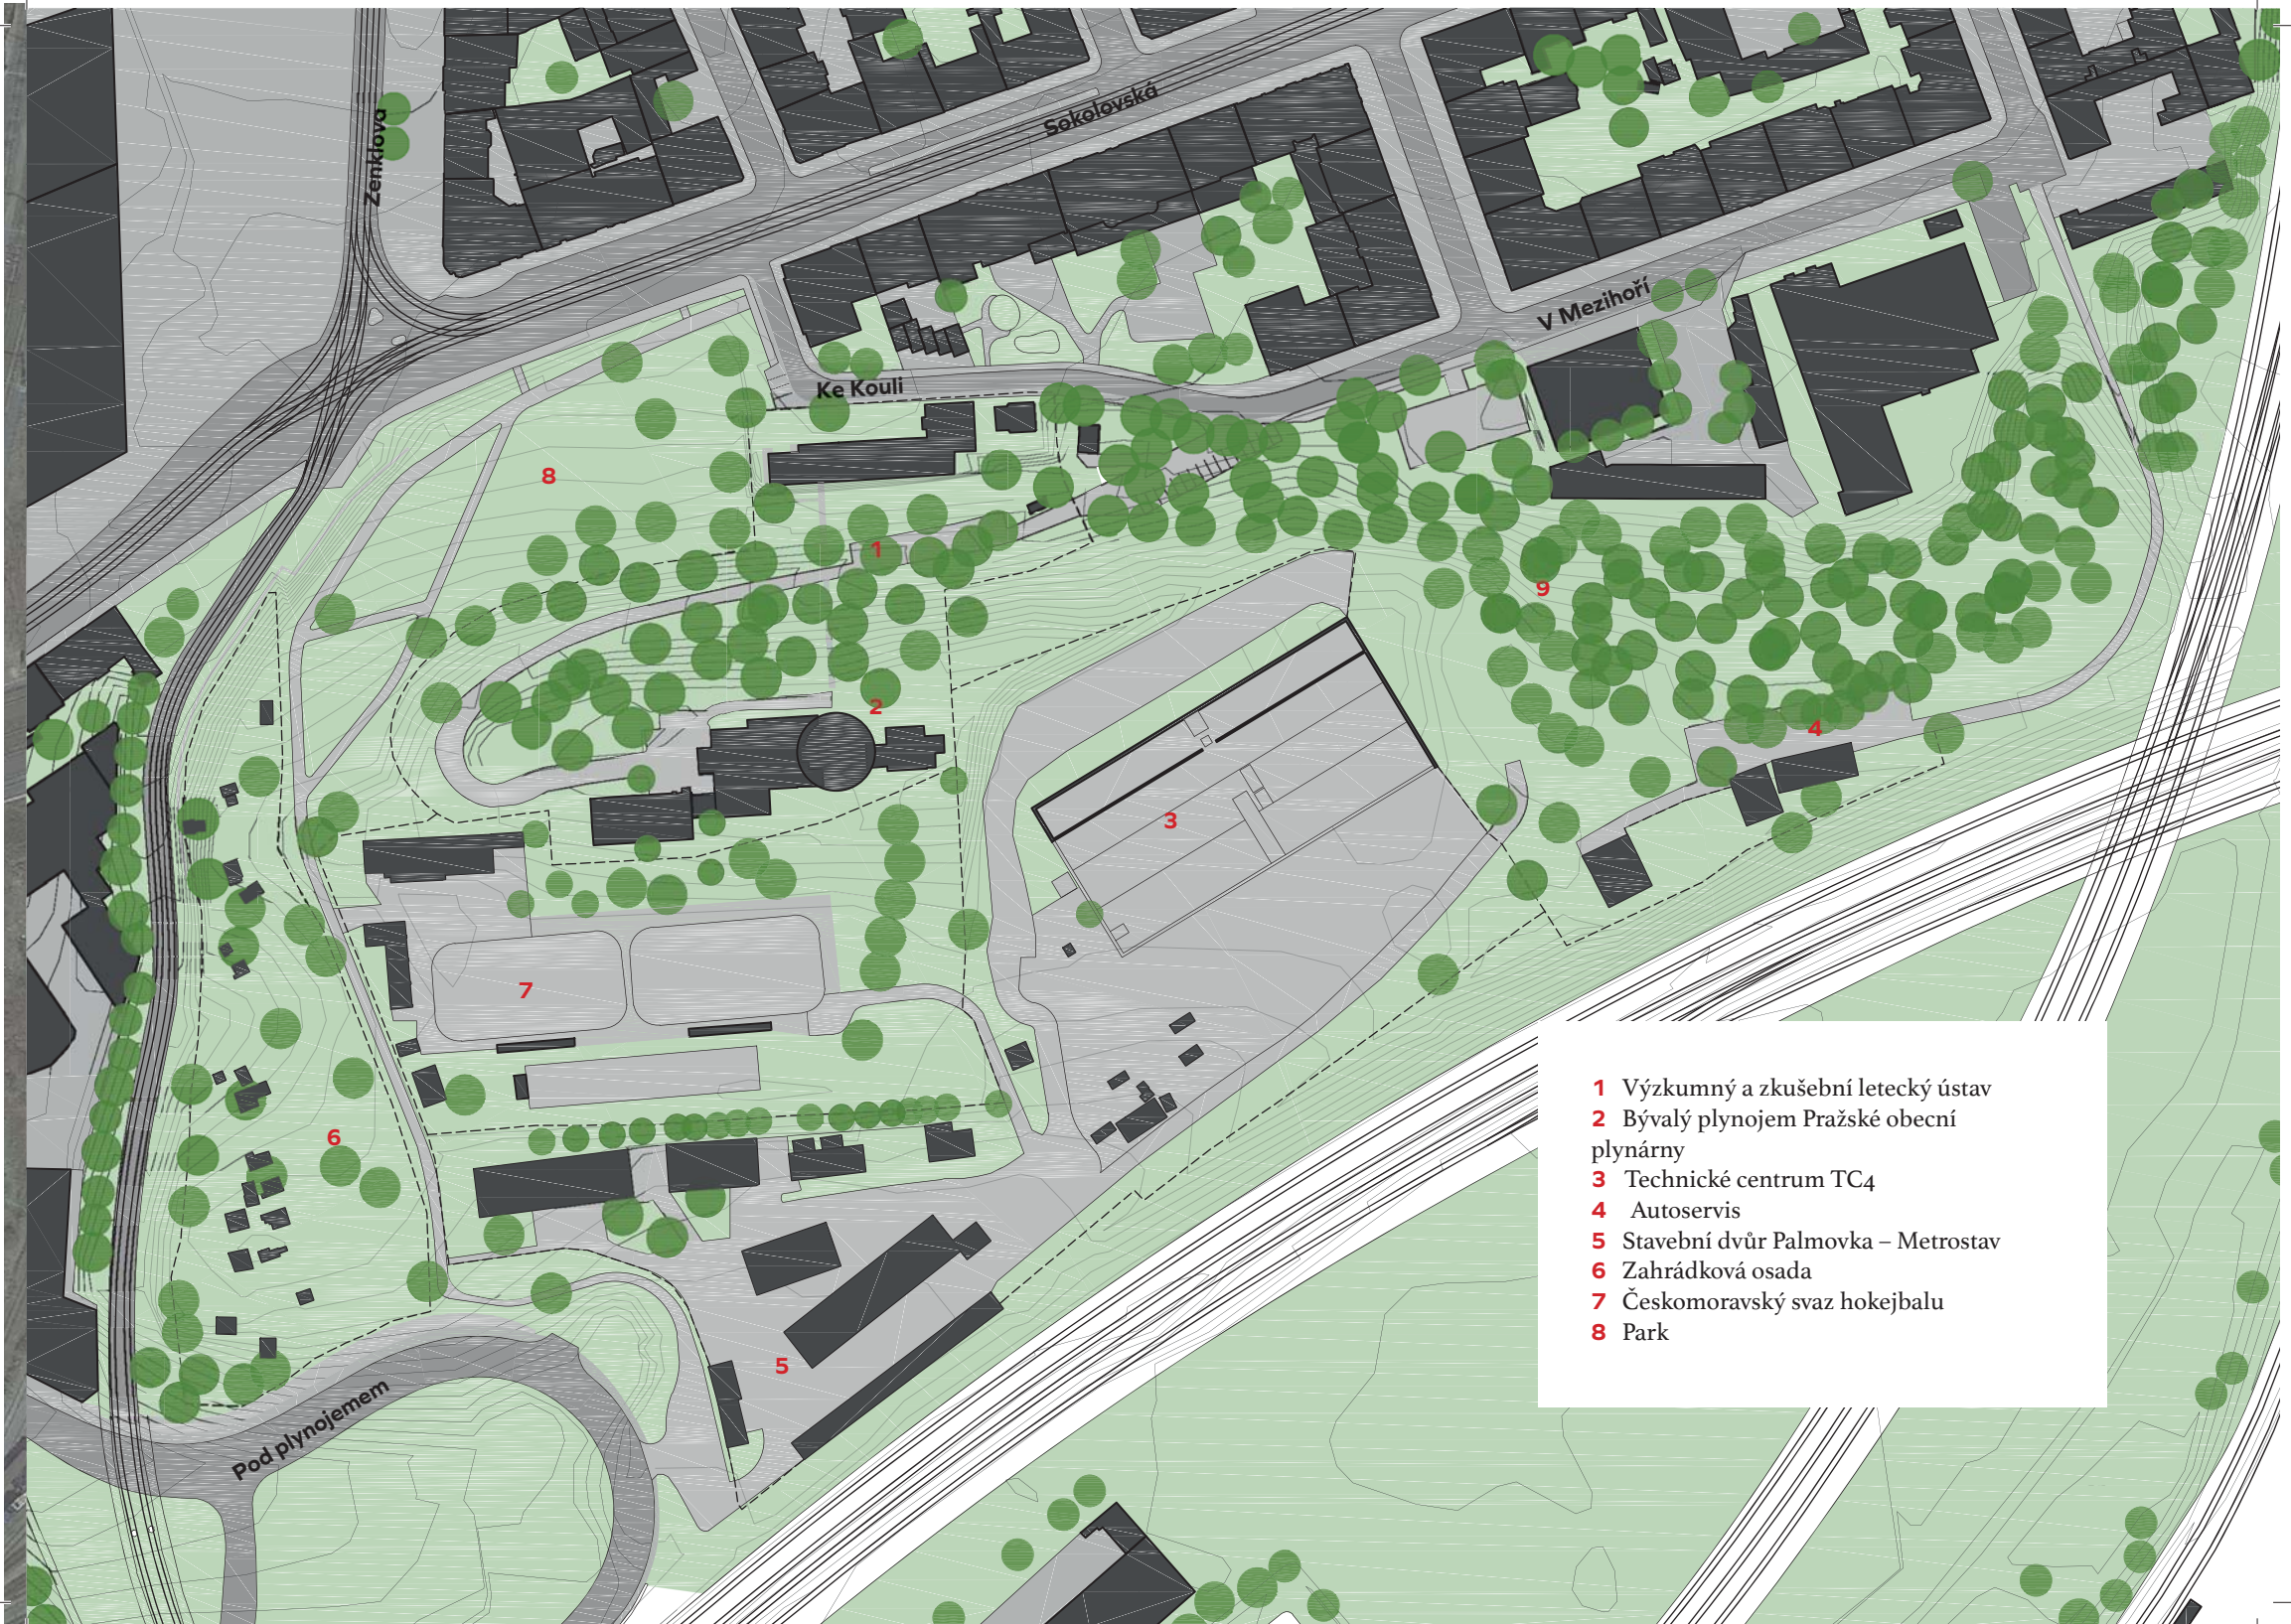 Zenklova
Sokolovská
V Mezihoří
Ke Kouli
8
1
9
2
4
3
7
6
5
Pod plynojemem
1 Výzkumný a zkušební letecký ústav
2 Bývalý plynojem Pražské obecní
plynárny
3 Technické centrum TC4
4 Autoservis
5 Stavební dvůr Palmovka – Metrostav
6 Zahrádková osada
7 Českomoravský svaz hokejbalu
8 Park